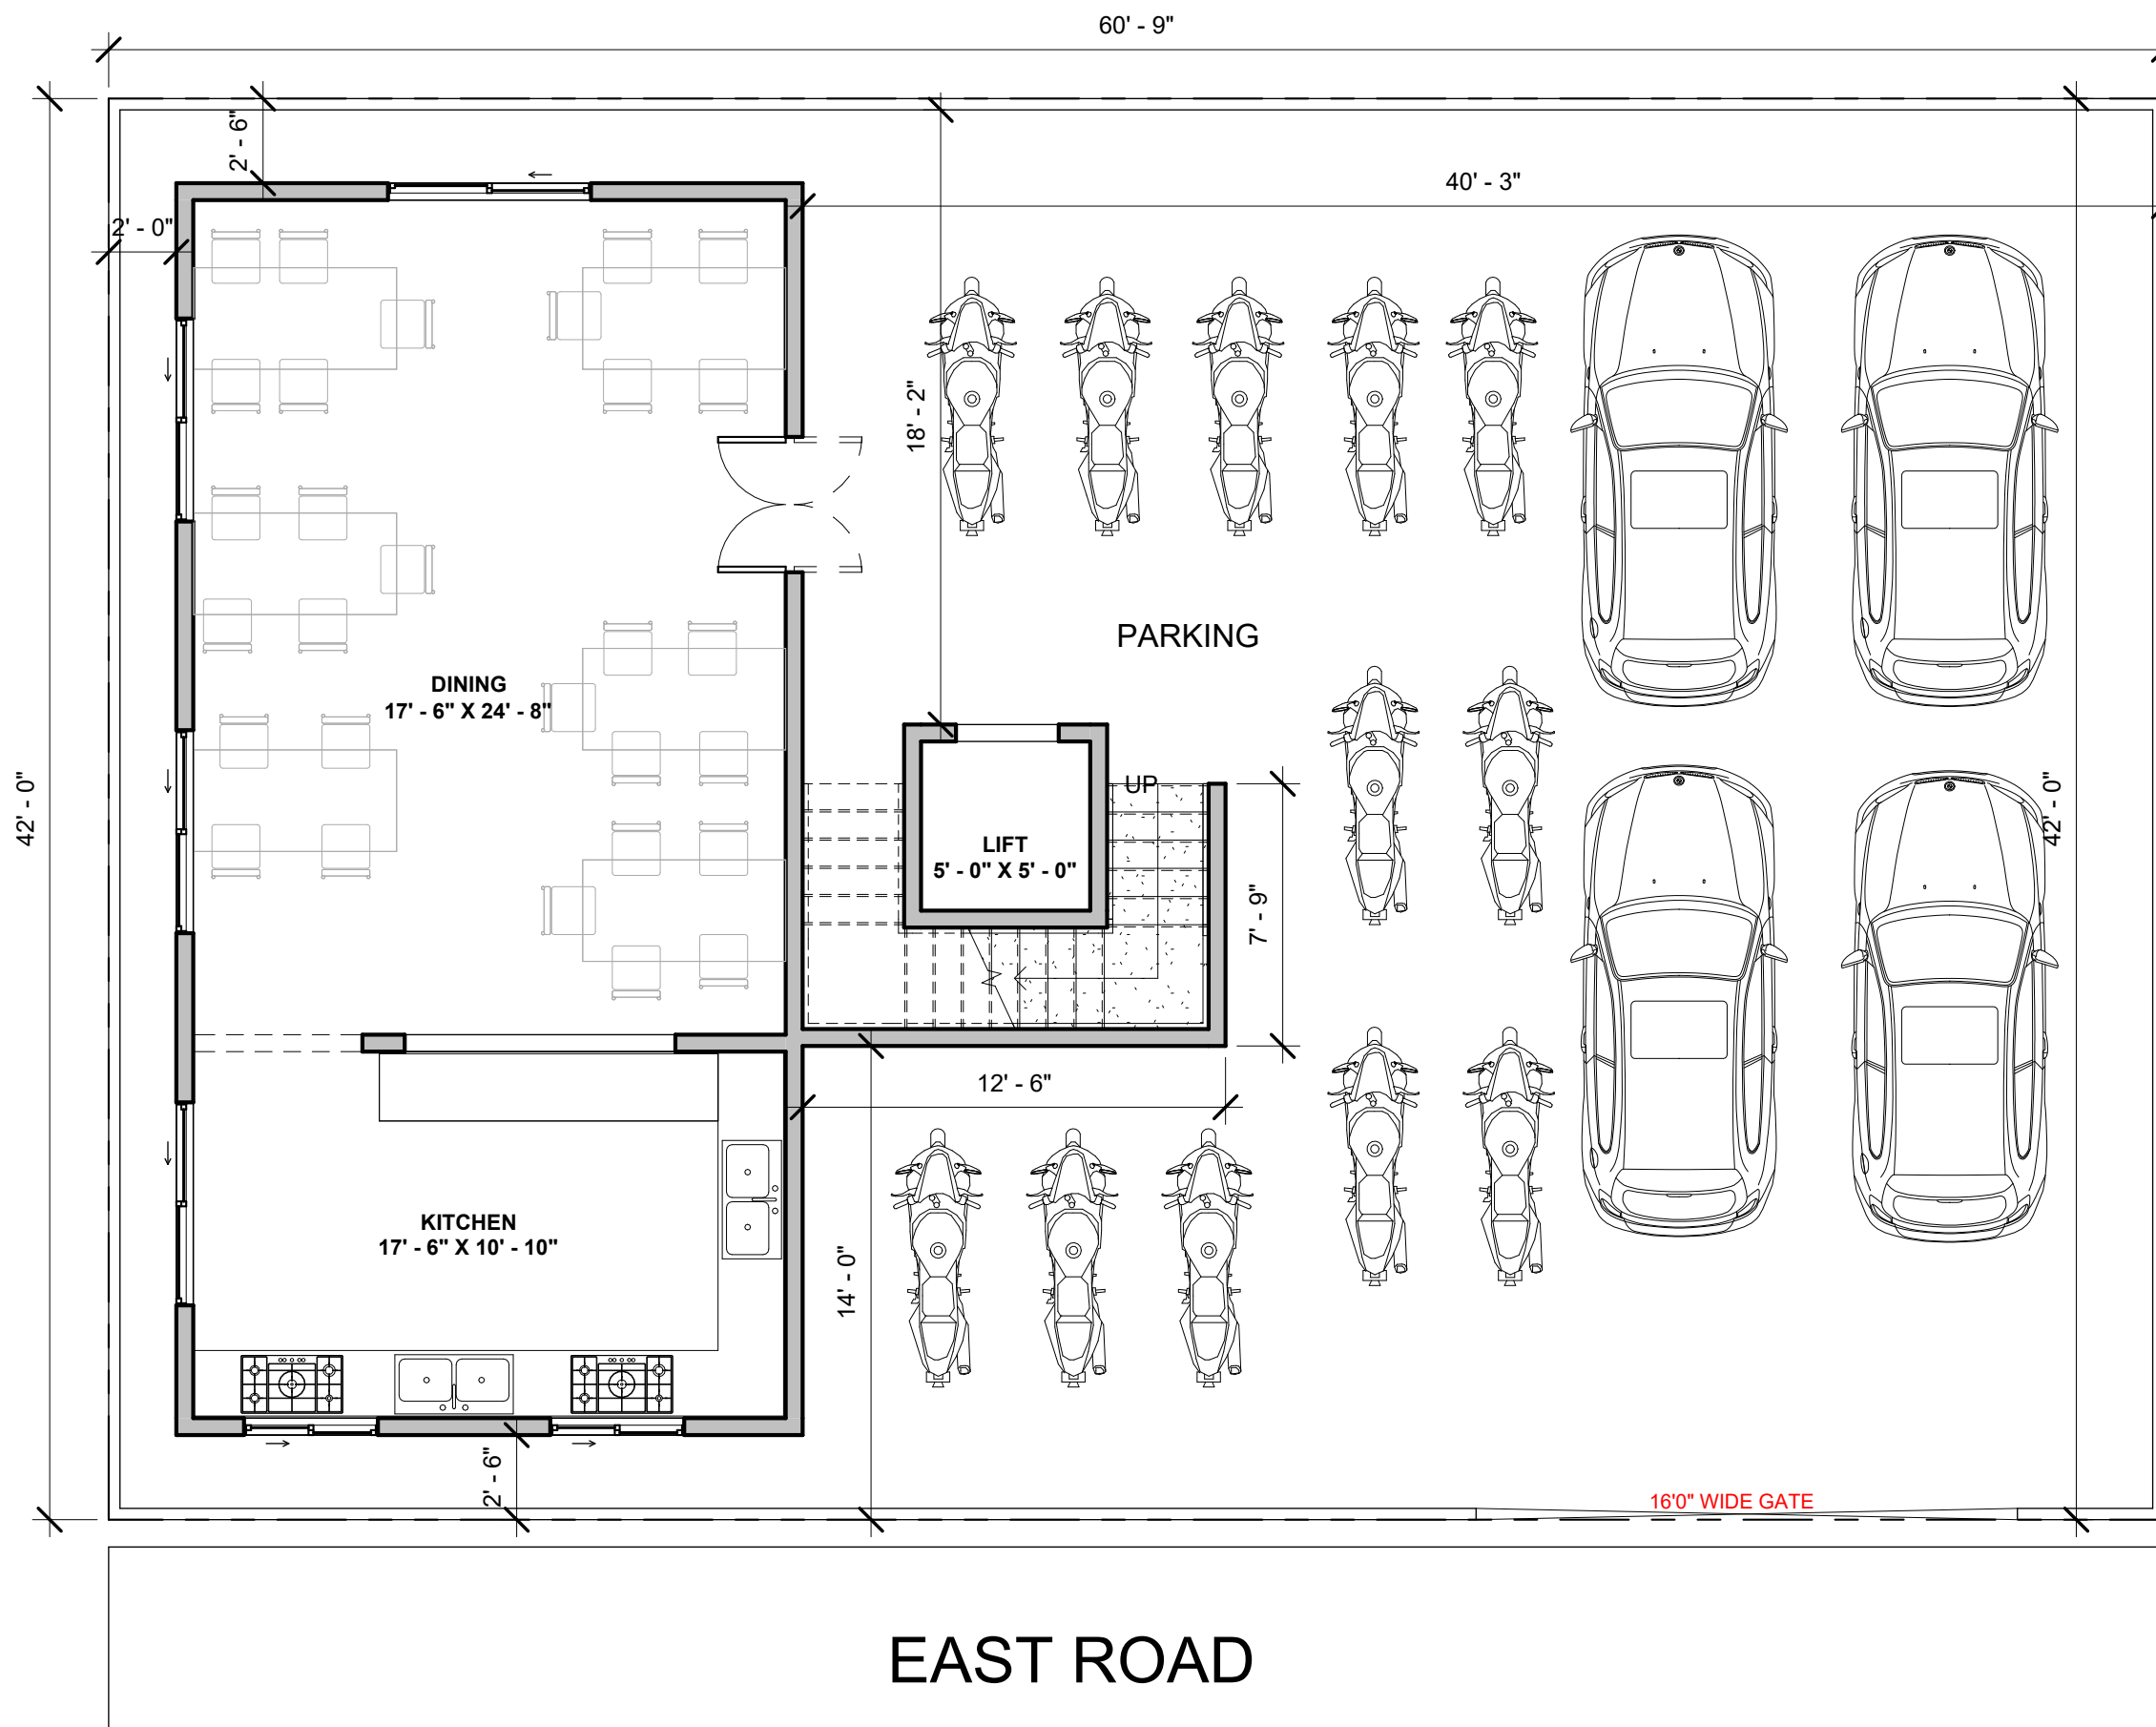 60' - 9"
2' - 6"
40' - 3"
2' - 0"
18' - 2"
PARKING
DINING
17' - 6" X 24' - 8"
UP
42' - 0"
42' - 0"
LIFT
5' - 0" X 5' - 0"
7' - 9"
12' - 6"
KITCHEN
17' - 6" X 10' - 10"
14' - 0"
2' - 6"
16'0" WIDE GATE
EAST ROAD